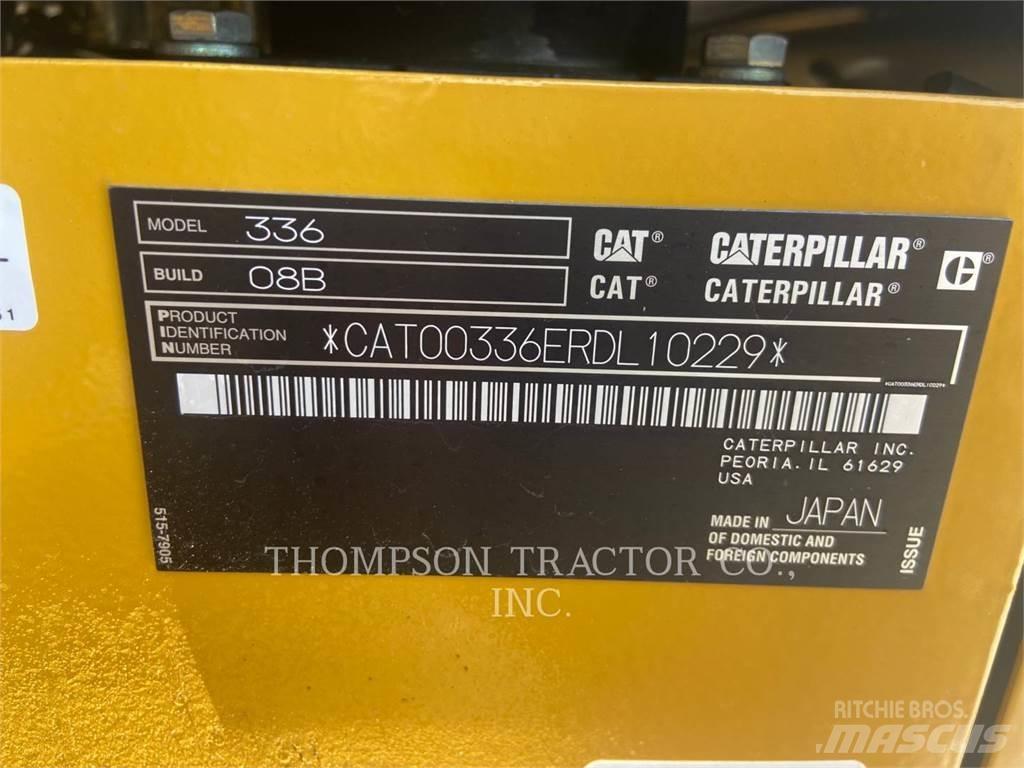 MODEL 336
BUILD 08B
PRODUCT
IDENTIFICATION
NUMBER
*CAT00336ERDL10229*
*CAT00336ERDL10229*
CAT® CATERPILLAR® C®
CAT® CATERPILLAR®
CATERPILLAR INC.
PEORIA. IL 61629
USA
MADE IN JAPAN
OF DOMESTIC AND
FOREIGN COMPONENTS
ISSUE
515-7905
THOMPSON TRACTOR CO.,
INC.
RITCHIE BROS.
MASCUS